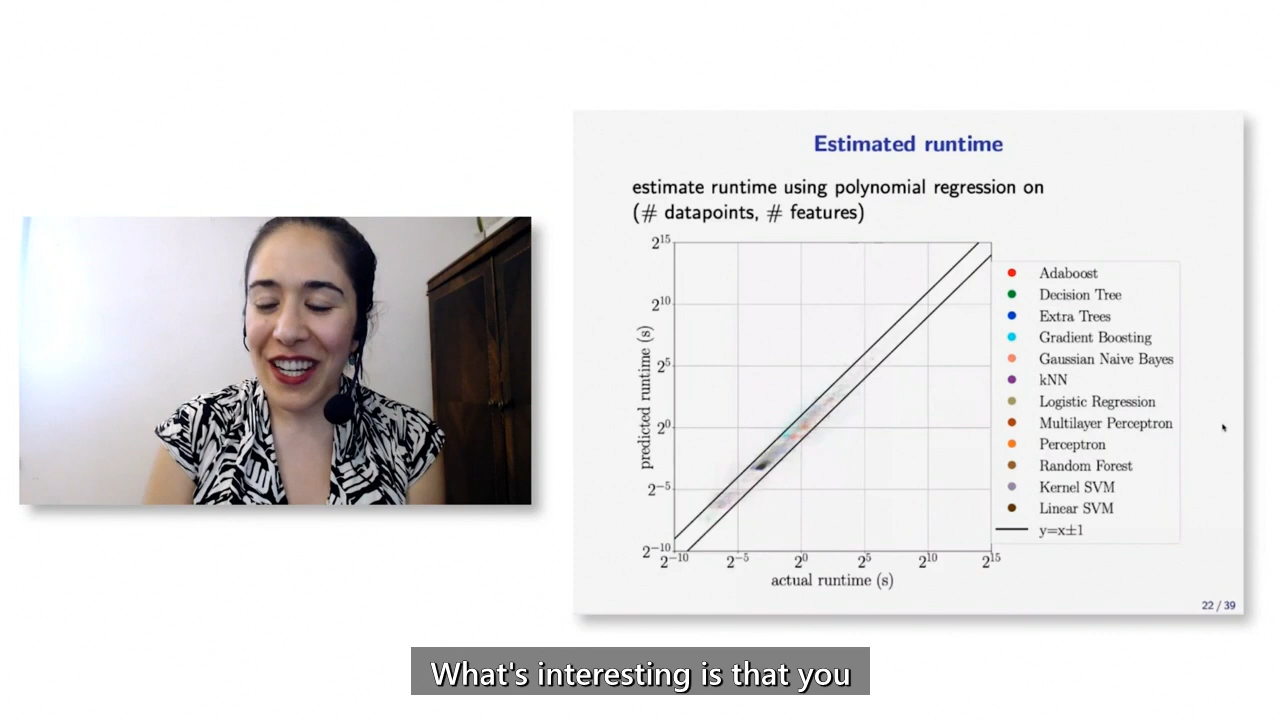 Estimated runtime
estimate runtime using polynomial regression on
(# datapoints, # features)
2^15
2^10
2^5
2^0
2^−5
2^−10
predicted runtime (s)
2^−10 2^−5 2^0 2^5 2^10 2^15
actual runtime (s)
Adaboost
Decision Tree
Extra Trees
Gradient Boosting
Gaussian Naive Bayes
kNN
Logistic Regression
Multilayer Perceptron
Perceptron
Random Forest
Kernel SVM
Linear SVM
y=x±1
22 / 39
What's interesting is that you